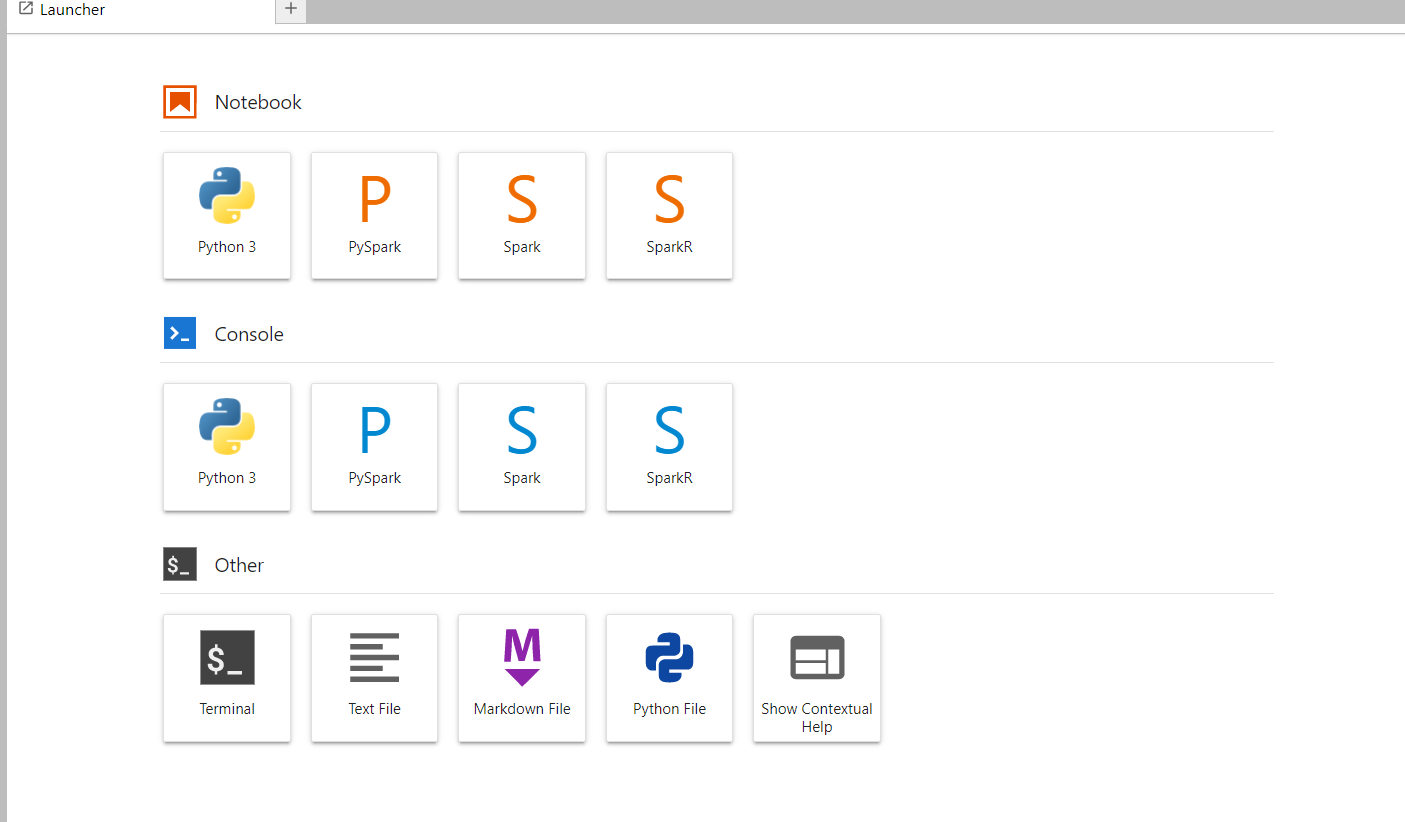 Launcher
+
Notebook
P S S
Python 3 PySpark Spark SparkR
>_ Console
P S S
Python 3 PySpark Spark SparkR
$_ Other
$_ M
Terminal Text File Markdown File Python File Show Contextual
Help